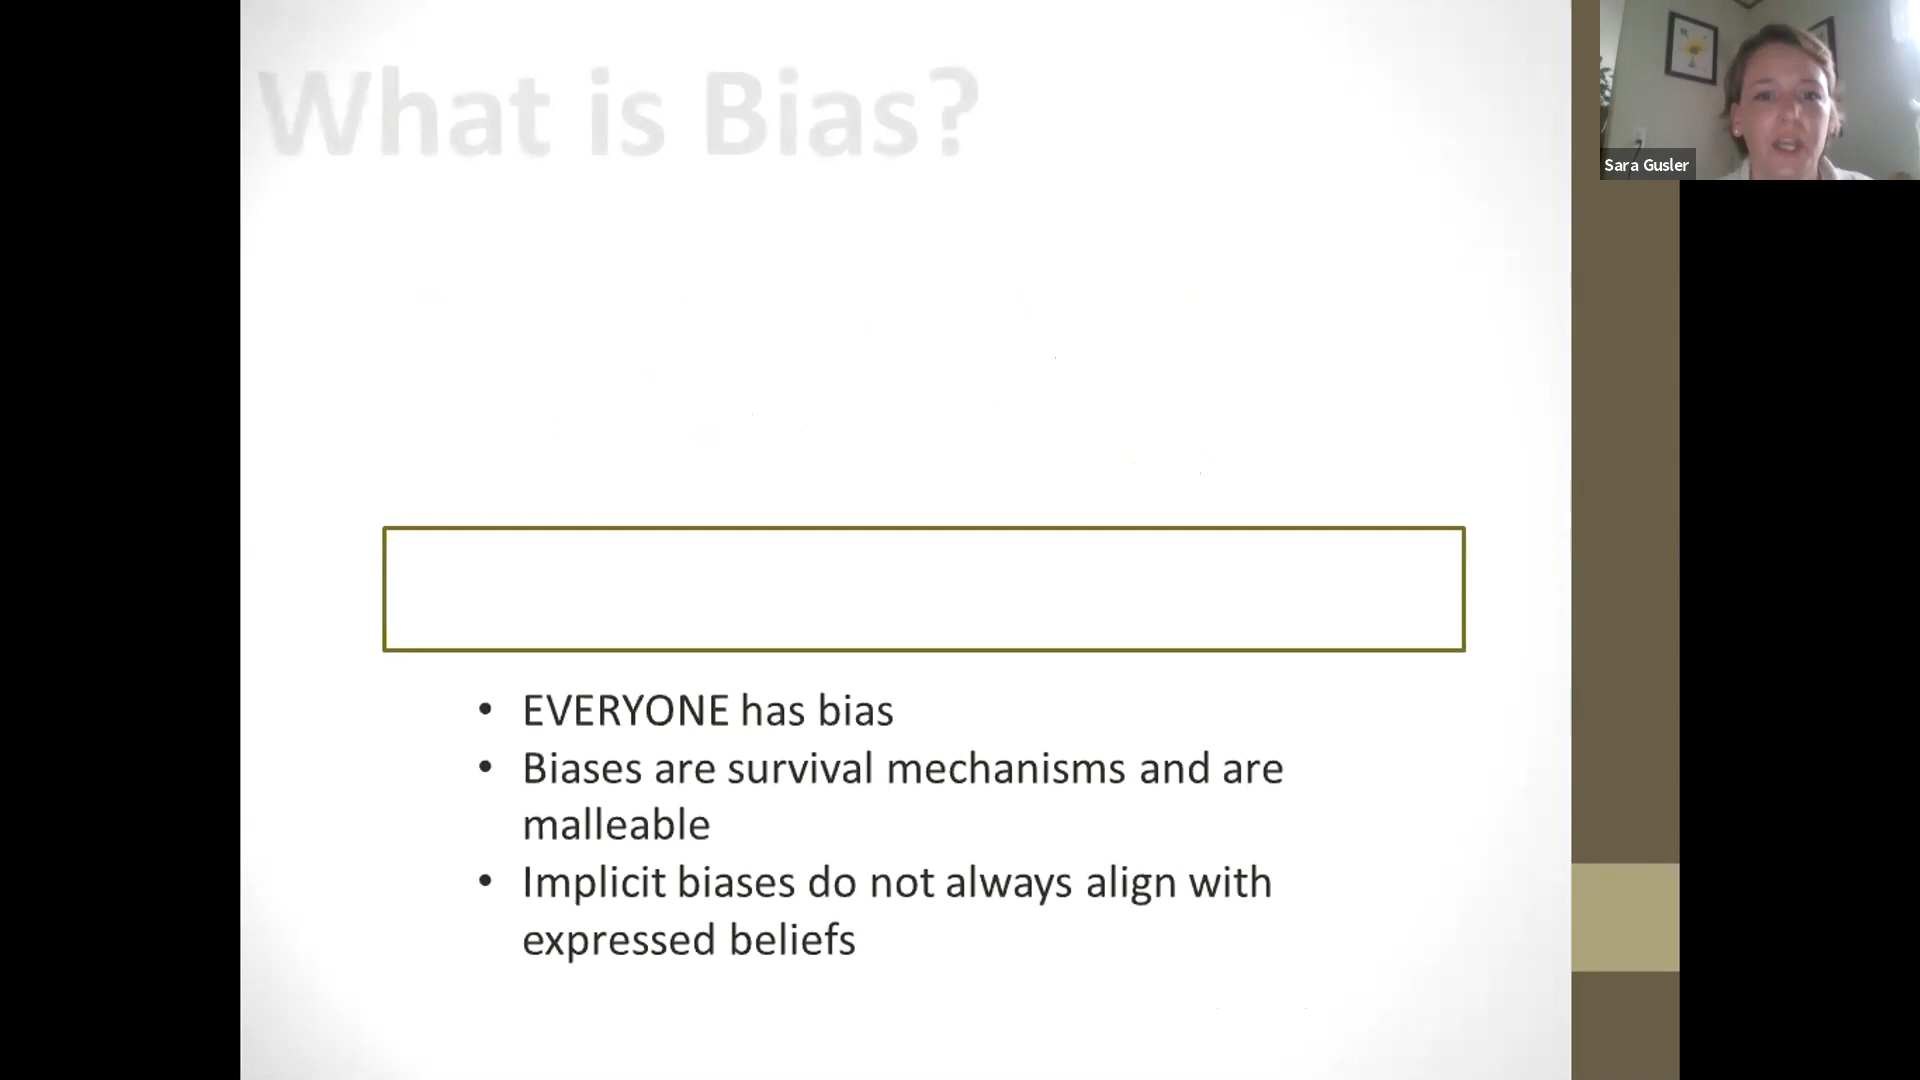 What is Bias?
Sara Gusler
• EVERYONE has bias
• Biases are survival mechanisms and are
malleable
• Implicit biases do not always align with
expressed beliefs